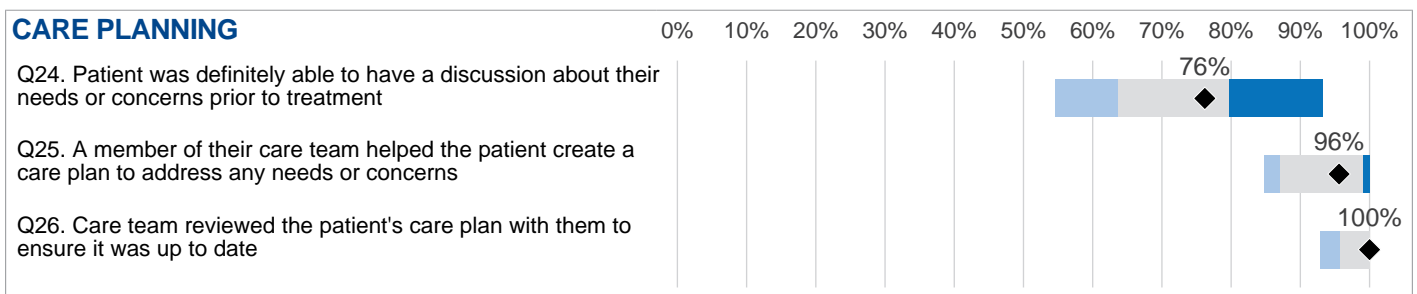 CARE PLANNING
0% 10% 20% 30% 40% 50% 60% 70% 80% 90% 100%
Q24. Patient was definitely able to have a discussion about their
needs or concerns prior to treatment
76%
Q25. A member of their care team helped the patient create a
care plan to address any needs or concerns
96%
Q26. Care team reviewed the patient's care plan with them to
ensure it was up to date
100%